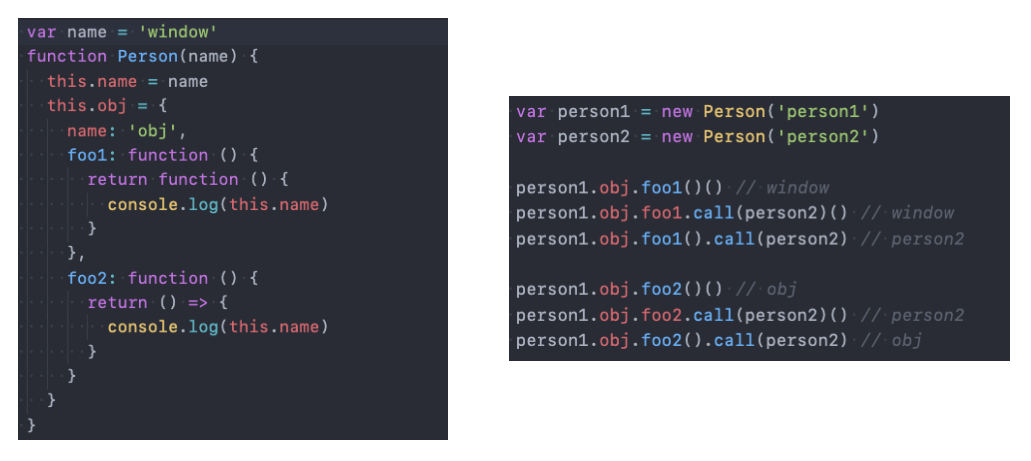 var name = 'window'
function Person(name) {
  this.name = name
  this.obj = {
    name: 'obj',
    foo1: function () {
      return function () {
        console.log(this.name)
      }
    },
    foo2: function () {
      return () => {
        console.log(this.name)
      }
    }
  }
}
var person1 = new Person('person1')
var person2 = new Person('person2')
person1.obj.foo1()() // window
person1.obj.foo1.call(person2)() // window
person1.obj.foo1().call(person2) // person2
person1.obj.foo2()() // obj
person1.obj.foo2.call(person2)() // person2
person1.obj.foo2().call(person2) // obj